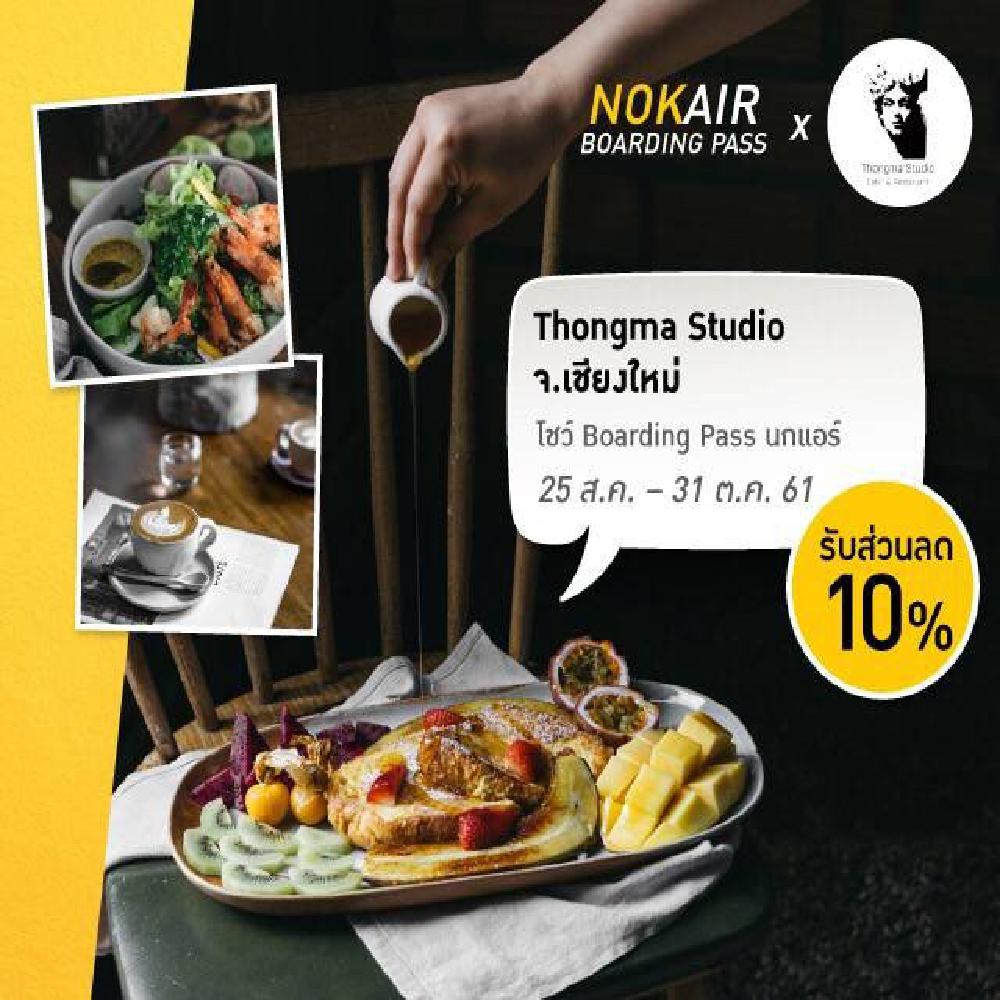 NOKAIR
BOARDING PASS
X
Thongma Studio
Thongma Studio
จ.เชียงใหม่
โชว์ Boarding Pass นกแอร์
25 ส.ค. – 31 ต.ค. 61
รับส่วนลด
10%